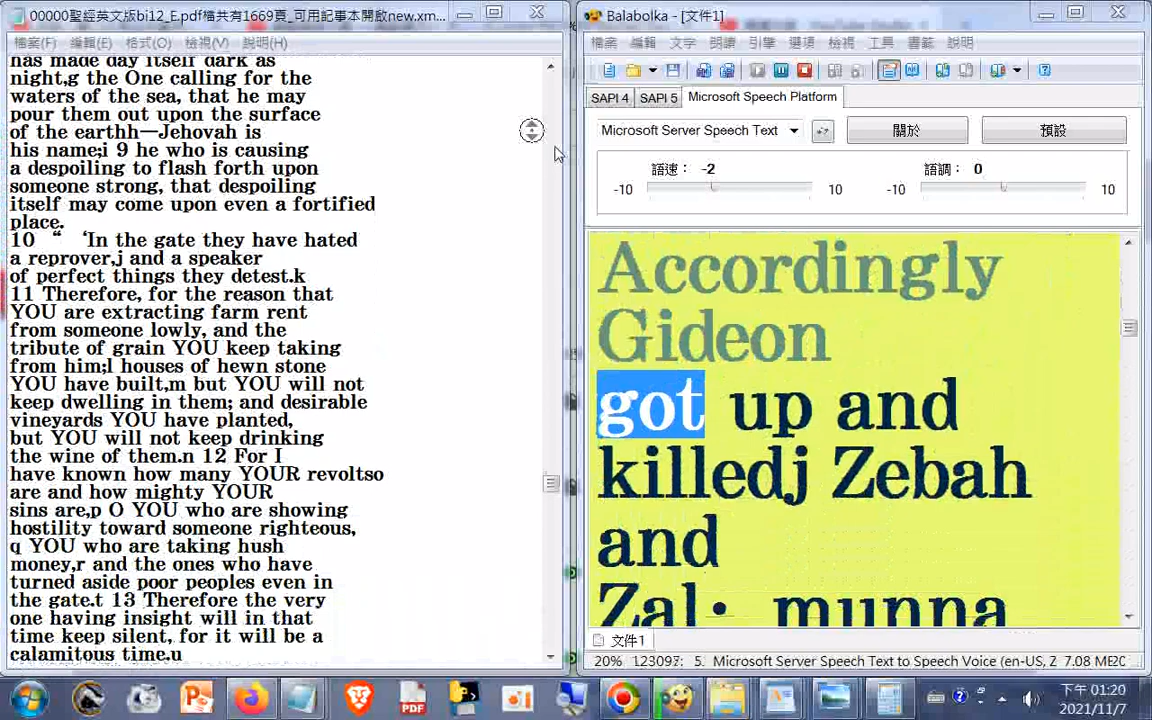 00000聖經英文版bi12_E.pdf檔共有1669頁_可用記事本開啟new.xm...
檔案(F) 編輯(E) 格式(O) 檢視(V) 說明(H)
has made day itself dark as
night,g the One calling for the
waters of the sea, that he may
pour them out upon the surface
of the earthh—Jehovah is
his name;i 9 he who is causing
a despoiling to flash forth upon
someone strong, that despoiling
itself may come upon even a fortified
place.
10 “ ‘In the gate they have hated
a reprover,j and a speaker
of perfect things they detest.k
11 Therefore, for the reason that
YOU are extracting farm rent
from someone lowly, and the
tribute of grain YOU keep taking
from him;l houses of hewn stone
YOU have built,m but YOU will not
keep dwelling in them; and desirable
vineyards YOU have planted,
but YOU will not keep drinking
the wine of them.n 12 For I
have known how many YOUR revoltso
are and how mighty YOUR
sins are,p O YOU who are showing
hostility toward someone righteous,
q YOU who are taking hush
money,r and the ones who have
turned aside poor peoples even in
the gate.t 13 Therefore the very
one having insight will in that
time keep silent, for it will be a
calamitous time.u
Balabolka - [文件1]
檔案 編輯 文字 朗讀 引擎 選項 檢視 工具 書籤 說明
SAPI 4 SAPI 5 Microsoft Speech Platform
Microsoft Server Speech Text 關於 預設
語速： -2 語調： 0
-10 10 -10 10
Accordingly
Gideon
got up and
killedj Zebah
and
Zal· munna
文件1
20% 123097: 5. Microsoft Server Speech Text to Speech Voice (en-US, Z 7.08 ME 20
PDF
下午 01:20
2021/11/7